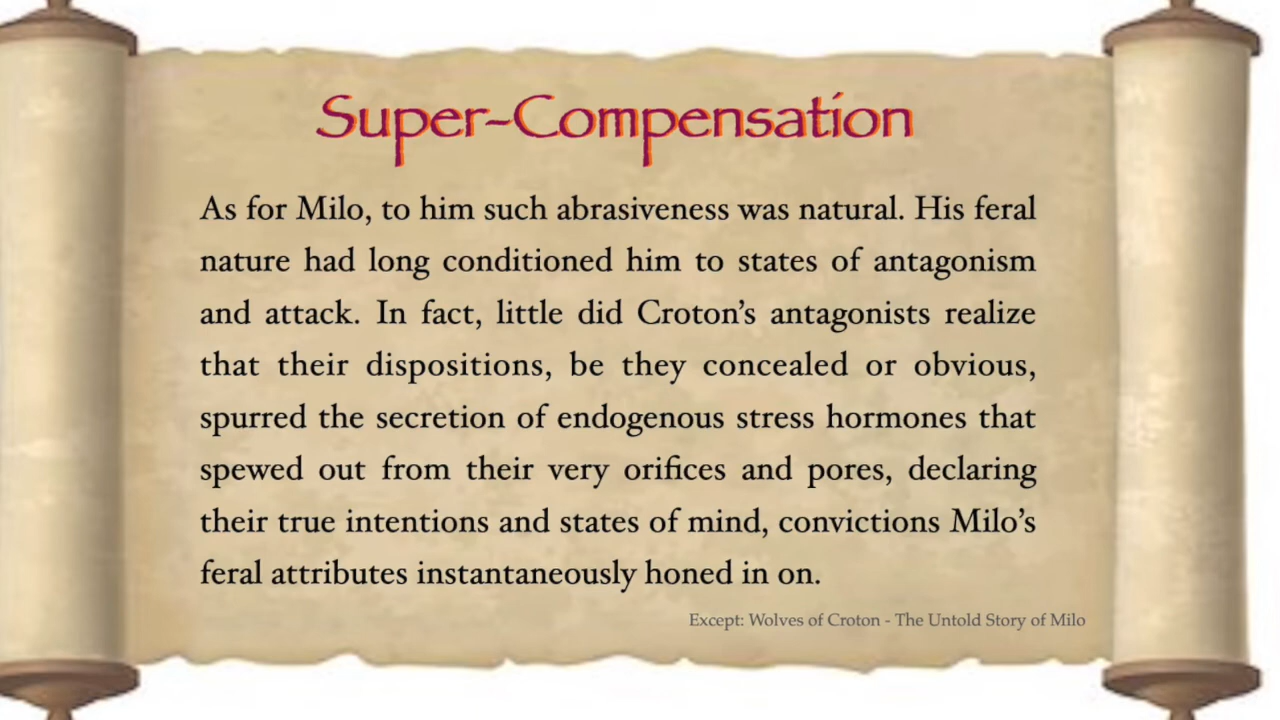 Super-Compensation
As for Milo, to him such abrasiveness was natural. His feral
nature had long conditioned him to states of antagonism
and attack. In fact, little did Croton’s antagonists realize
that their dispositions, be they concealed or obvious,
spurred the secretion of endogenous stress hormones that
spewed out from their very orifices and pores, declaring
their true intentions and states of mind, convictions Milo’s
feral attributes instantaneously honed in on.
Except: Wolves of Croton - The Untold Story of Milo